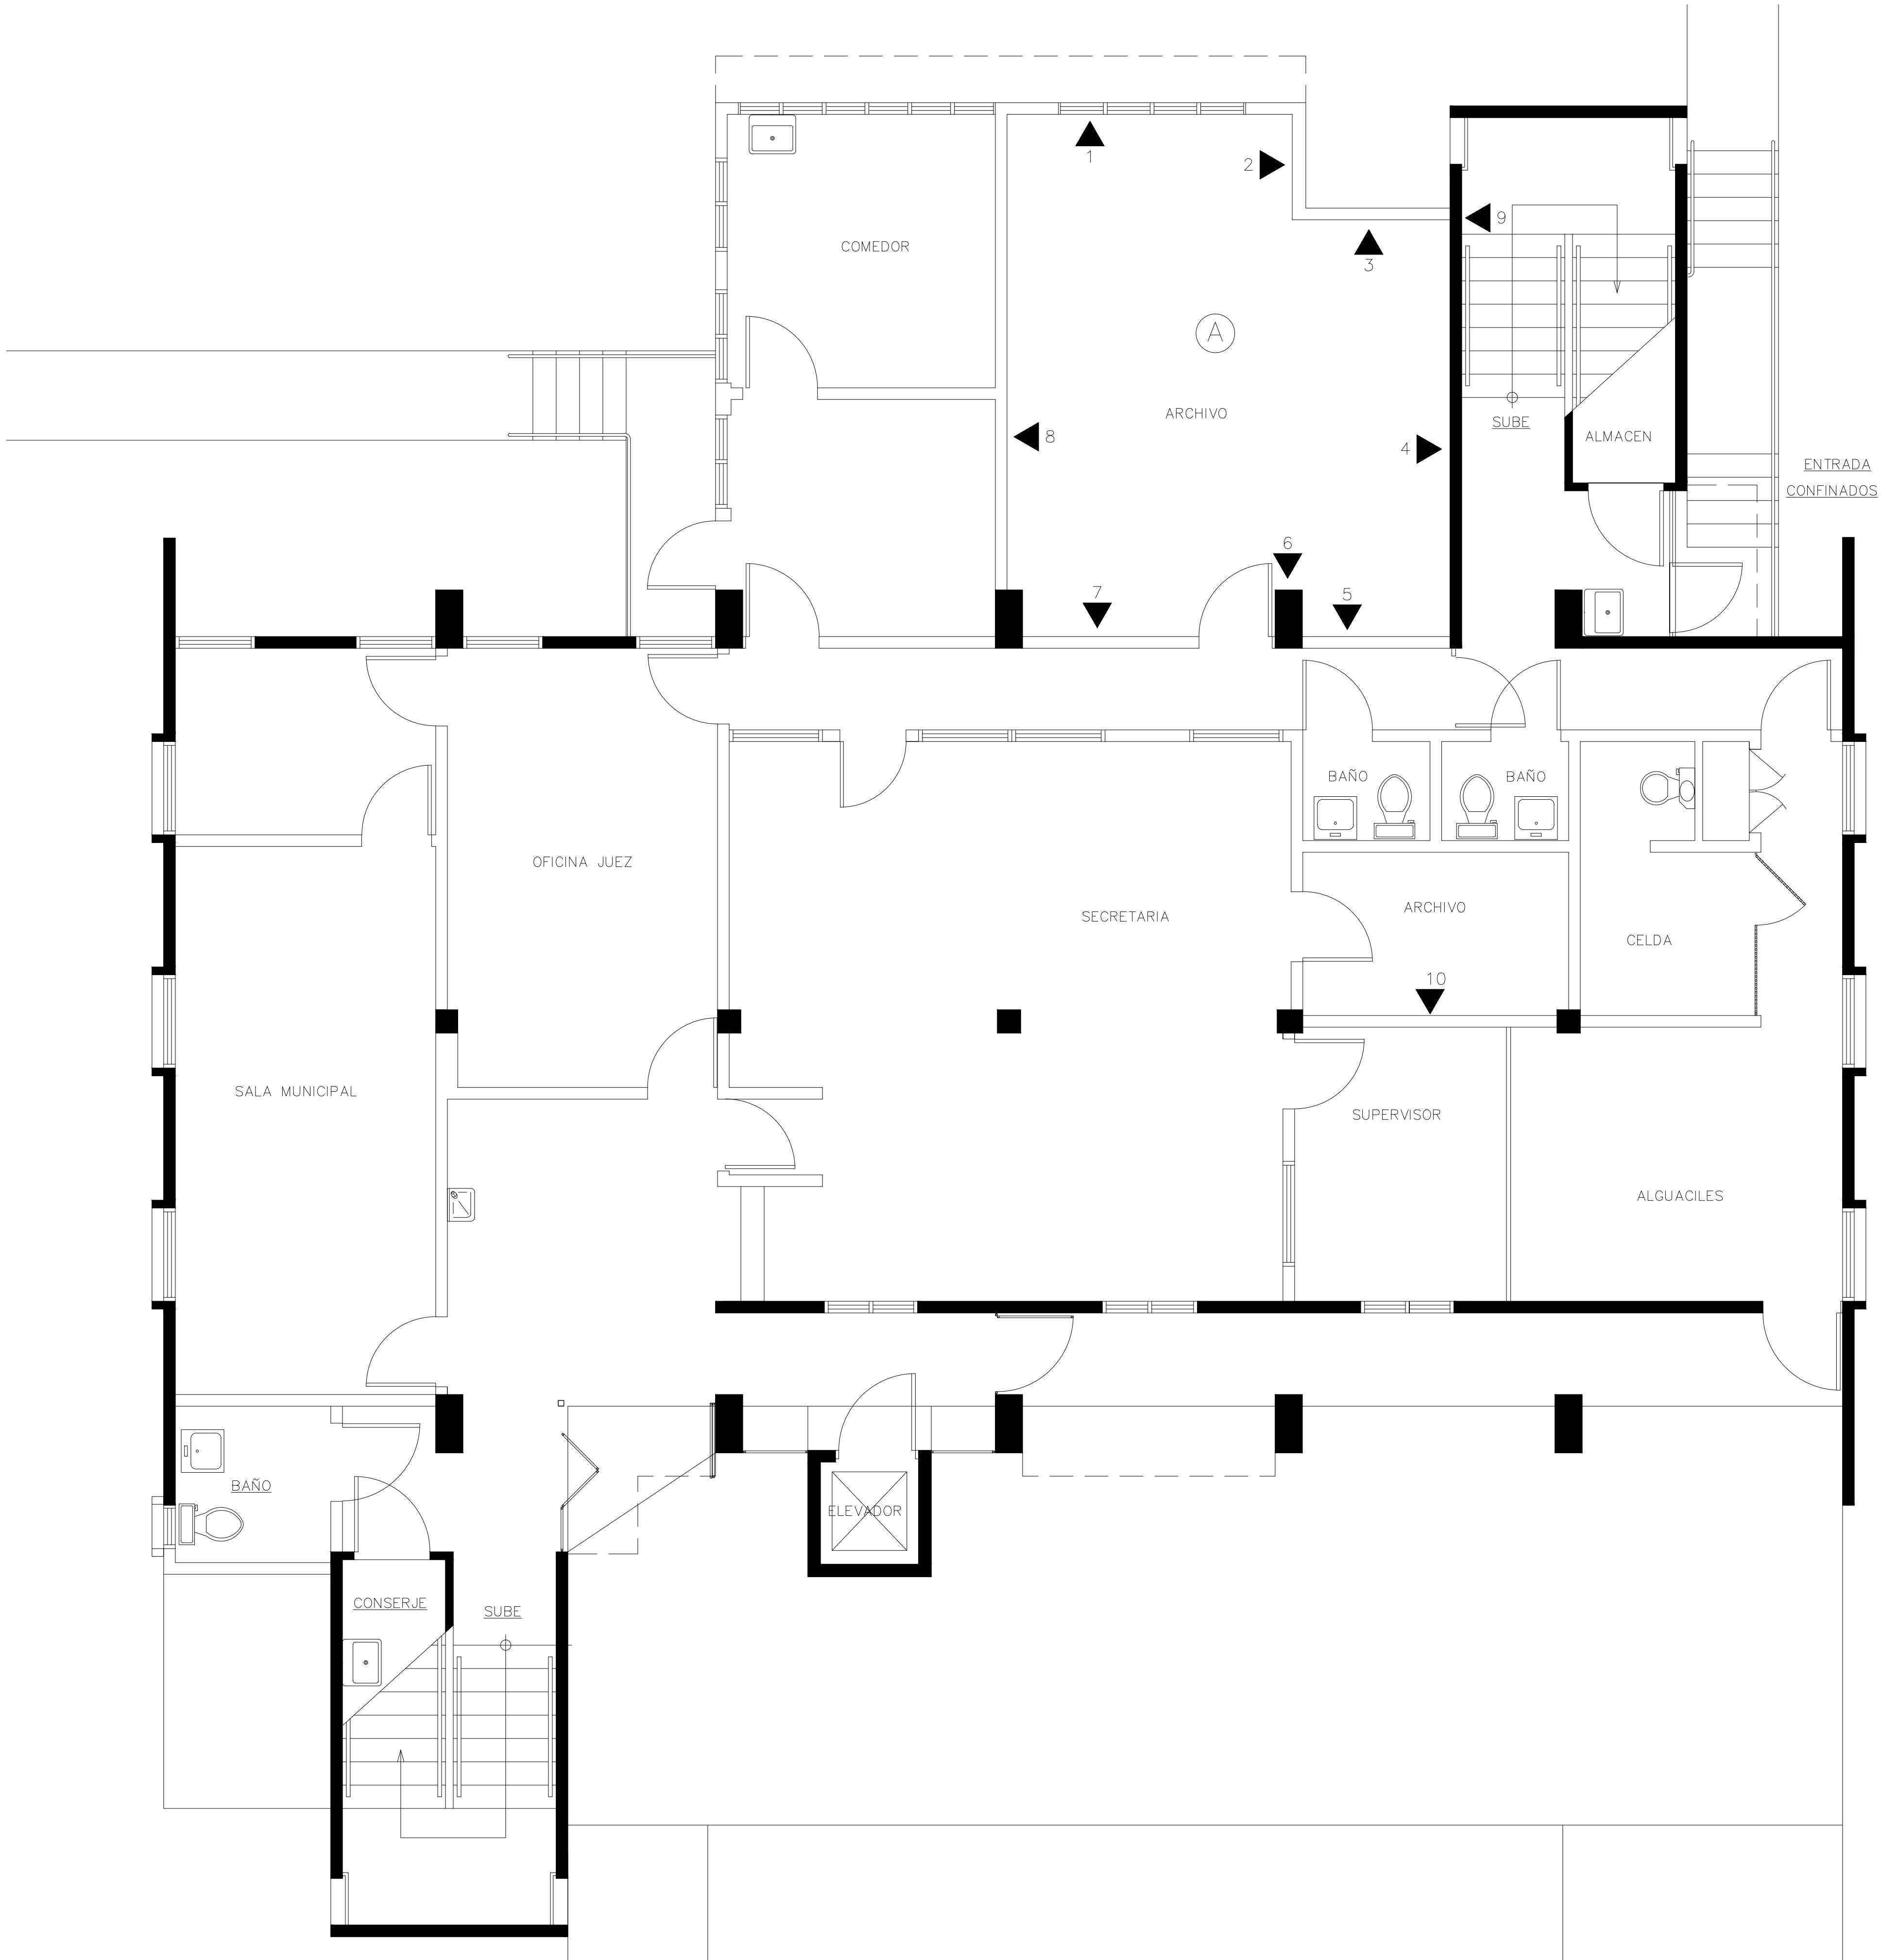 1
2
9
COMEDOR
3
A
ARCHIVO
SUBE
ALMACEN
8
4
ENTRADA
CONFINADOS
6
7
5
BAÑO
BAÑO
OFICINA JUEZ
SECRETARIA
ARCHIVO
CELDA
10
SALA MUNICIPAL
SUPERVISOR
ALGUACILES
BAÑO
ELEVADOR
CONSERJE
SUBE